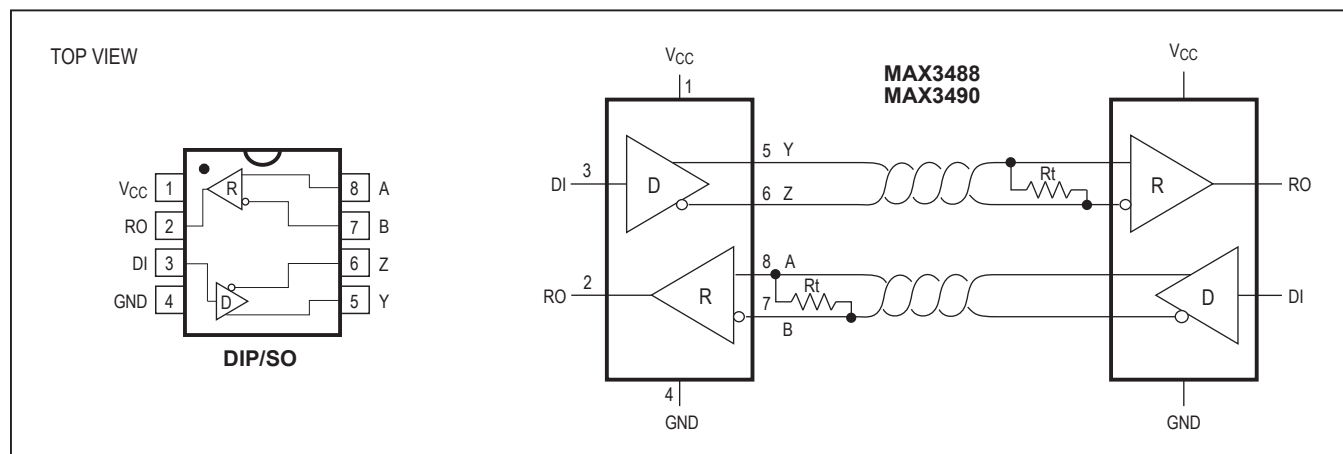 TOP VIEW
VCC 1
RO 2
DI 3
GND 4
8 A
7 B
6 Z
5 Y
R
D
DIP/SO
MAX3488
MAX3490
VCC
1
DI 3
D
5 Y
6 Z
Rt
R
RO
VCC
RO 2
R
8 A
7
B
Rt
D
DI
4
GND
GND